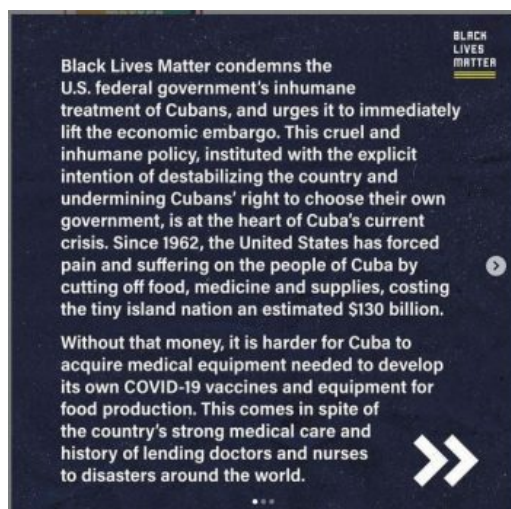 BLACK
LIVES
MATTER
Black Lives Matter condemns the
U.S. federal government's inhumane
treatment of Cubans, and urges it to immediately
lift the economic embargo. This cruel and
inhumane policy, instituted with the explicit
intention of destabilizing the country and
undermining Cubans' right to choose their own
government, is at the heart of Cuba's current
crisis. Since 1962, the United States has forced
pain and suffering on the people of Cuba by
cutting off food, medicine and supplies, costing
the tiny island nation an estimated $130 billion.
Without that money, it is harder for Cuba to
acquire medical equipment needed to develop
its own COVID-19 vaccines and equipment for
food production. This comes in spite of
the country's strong medical care and
history of lending doctors and nurses
to disasters around the world.